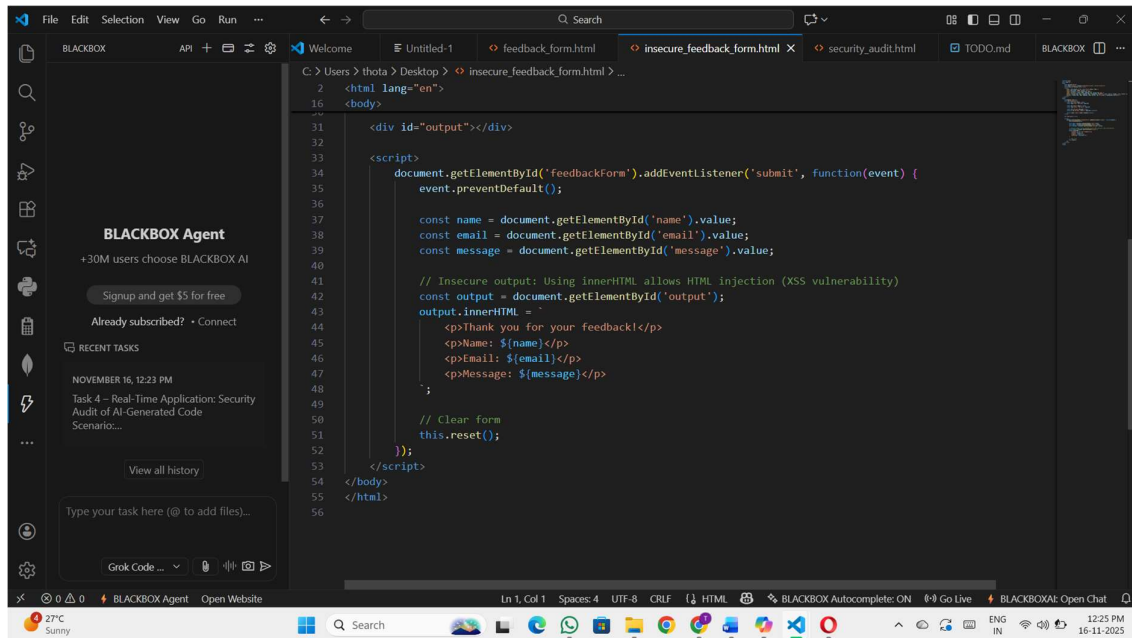 File Edit Selection View Go Run ... Search
BLACKBOX API
Welcome Untitled-1 feedback_form.html insecure_feedback_form.html security_audit.html TODO.md BLACKBOX
C: > Users > thota > Desktop > insecure_feedback_form.html > ...
2 <html lang="en">
16 <body>
31 <div id="output"></div>
32
33 <script>
34 document.getElementById('feedbackForm').addEventListener('submit', function(event) {
35 event.preventDefault();
36
37 const name = document.getElementById('name').value;
38 const email = document.getElementById('email').value;
39 const message = document.getElementById('message').value;
40
41 // Insecure output: Using innerHTML allows HTML injection (XSS vulnerability)
42 const output = document.getElementById('output');
43 output.innerHTML = `
44 <p>Thank you for your feedback!</p>
45 <p>Name: ${name}</p>
46 <p>Email: ${email}</p>
47 <p>Message: ${message}</p>
48 `;
49
50 // Clear form
51 this.reset();
52 });
53 </script>
54 </body>
55 </html>
56
BLACKBOX Agent
+30M users choose BLACKBOX AI
Signup and get $5 for free
Already subscribed? • Connect
RECENT TASKS
NOVEMBER 16, 12:23 PM
Task 4 – Real-Time Application: Security
Audit of AI-Generated Code
Scenario:...
View all history
Type your task here (@ to add files)...
Grok Code ...
0 0 BLACKBOX Agent Open Website Ln 1, Col 1 Spaces: 4 UTF-8 CRLF HTML BLACKBOX Autocomplete: ON Go Live BLACKBOXAI: Open Chat
4 27°C
Sunny
Search
ENG
IN
12:25 PM
16-11-2025